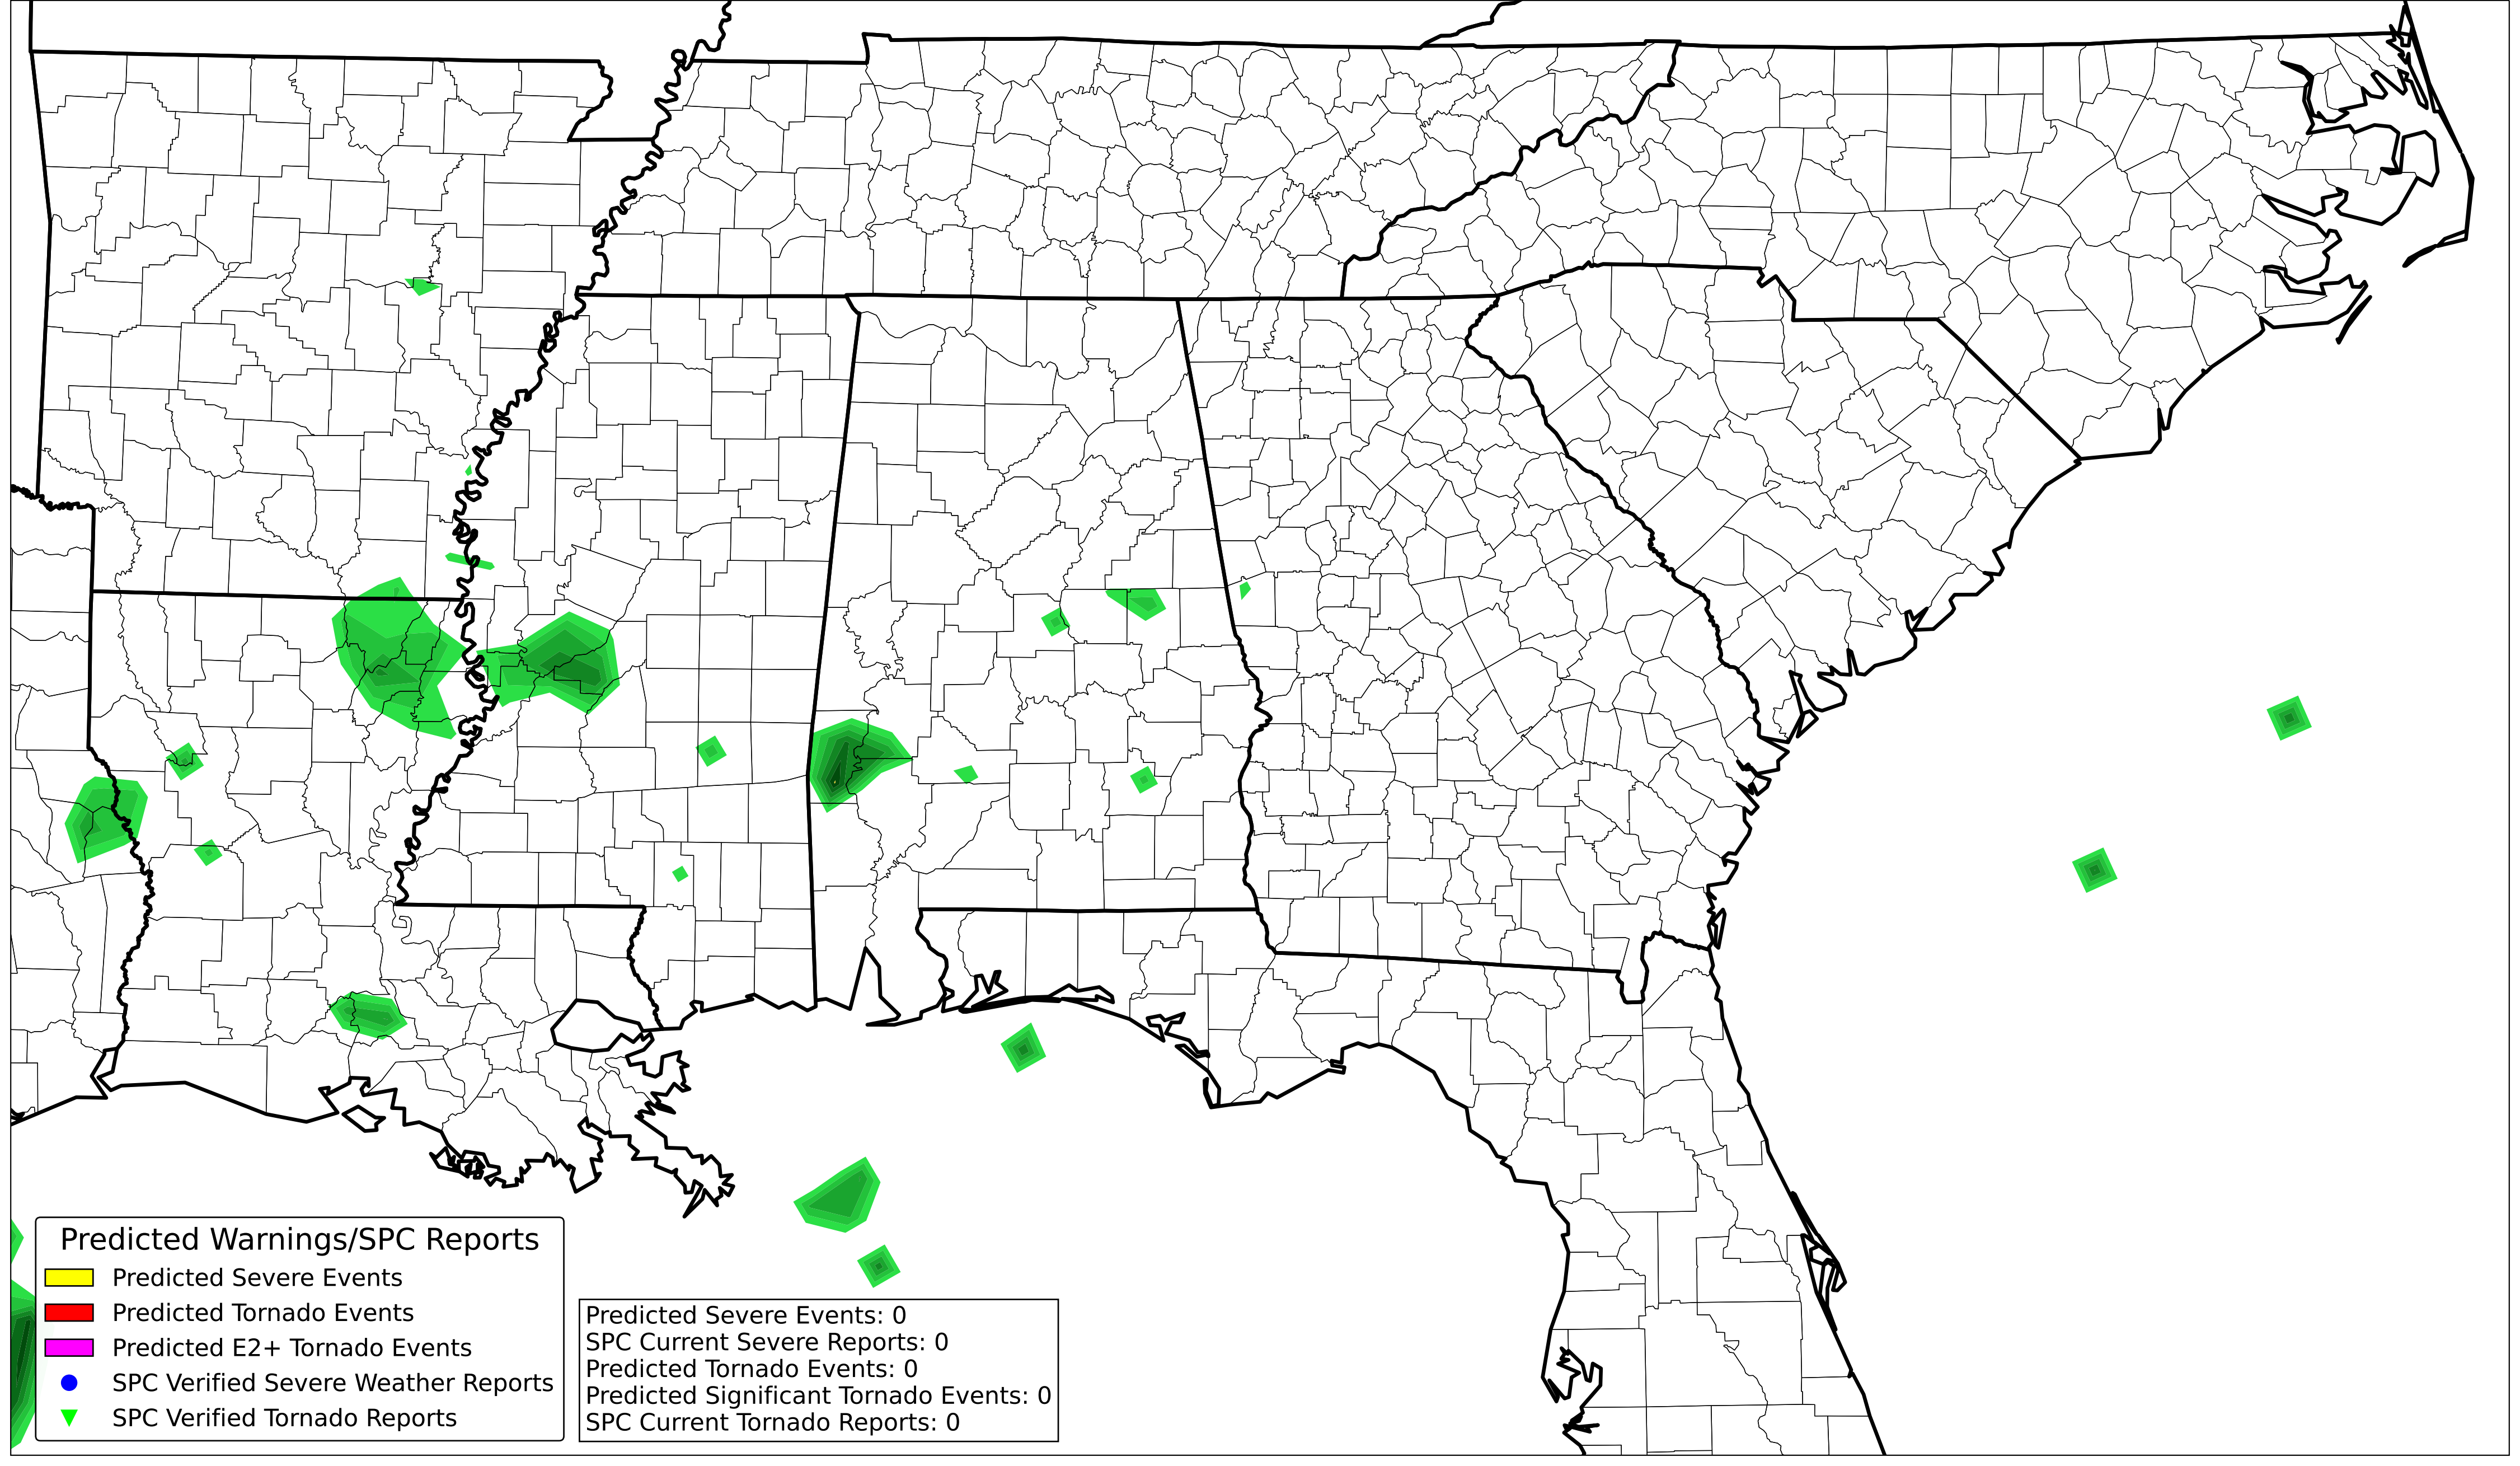 Predicted Warnings/SPC Reports
Predicted Severe Events
Predicted Tornado Events
Predicted E2+ Tornado Events
SPC Verified Severe Weather Reports
SPC Verified Tornado Reports
Predicted Severe Events: 0
SPC Current Severe Reports: 0
Predicted Tornado Events: 0
Predicted Significant Tornado Events: 0
SPC Current Tornado Reports: 0